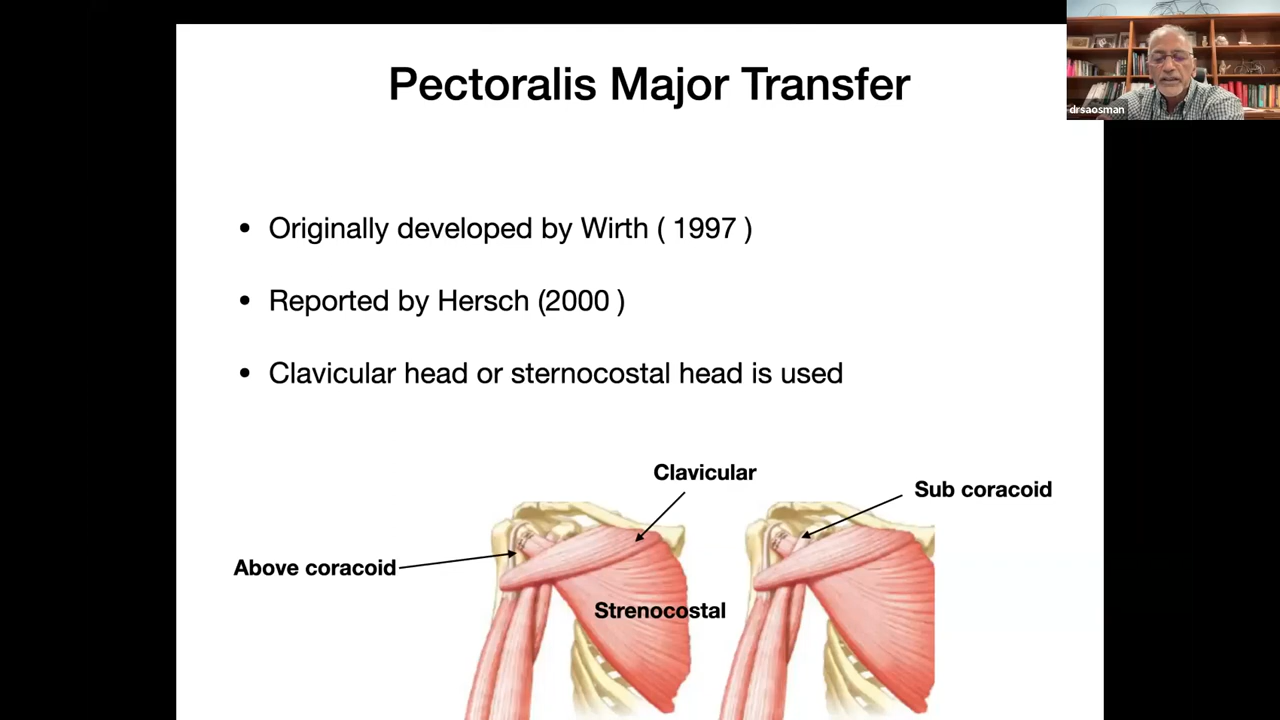 Pectoralis Major Transfer
drsaosman
• Originally developed by Wirth ( 1997 )
• Reported by Hersch (2000 )
• Clavicular head or sternocostal head is used
Clavicular
Sub coracoid
Above coracoid
Strenocostal